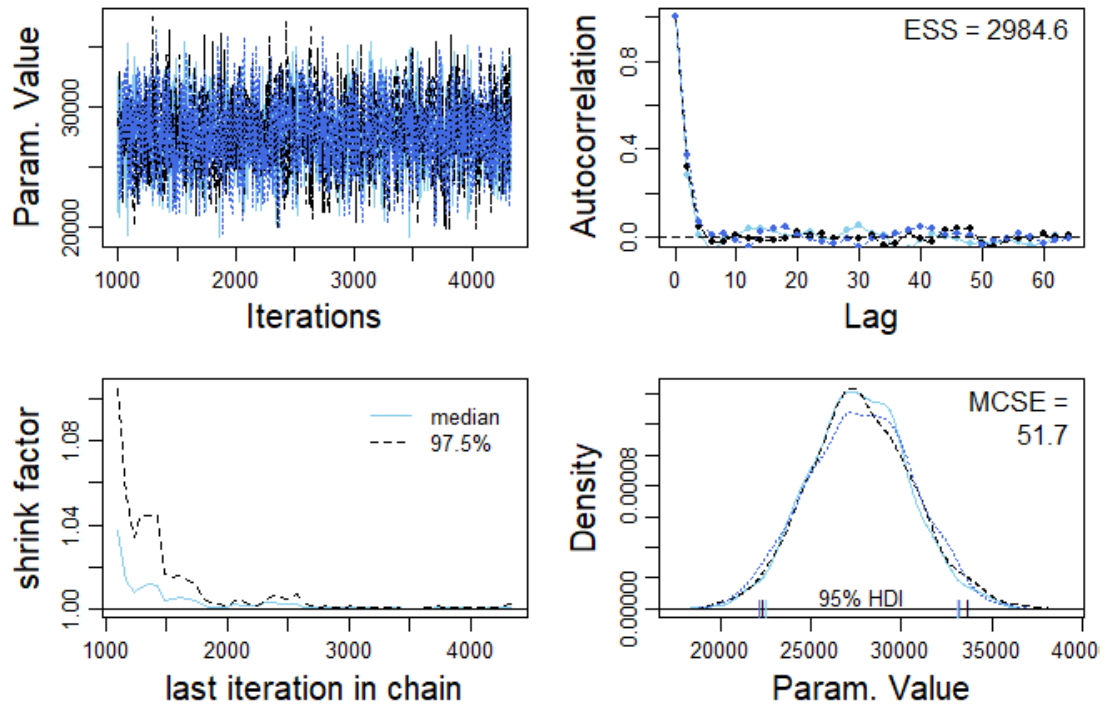 Param. Value
20000 30000
1000 2000 3000 4000
Iterations
Autocorrelation
0.0 0.4 0.8
ESS = 2984.6
0 10 20 30 40 50 60
Lag
shrink factor
1.00 1.04 1.08
median
97.5%
1000 2000 3000 4000
last iteration in chain
Density
0.00000 0.00008
MCSE =
51.7
95% HDI
20000 25000 30000 35000 40000
Param. Value